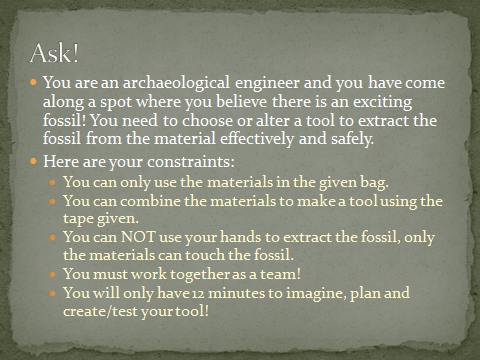 Ask!
You are an archaeological engineer and you have come
along a spot where you believe there is an exciting
fossil! You need to choose or alter a tool to extract the
fossil from the material effectively and safely.
Here are your constraints:
You can only use the materials in the given bag.
You can combine the materials to make a tool using the
tape given.
You can NOT use your hands to extract the fossil, only
the materials can touch the fossil.
You must work together as a team!
You will only have 12 minutes to imagine, plan and
create/test your tool!